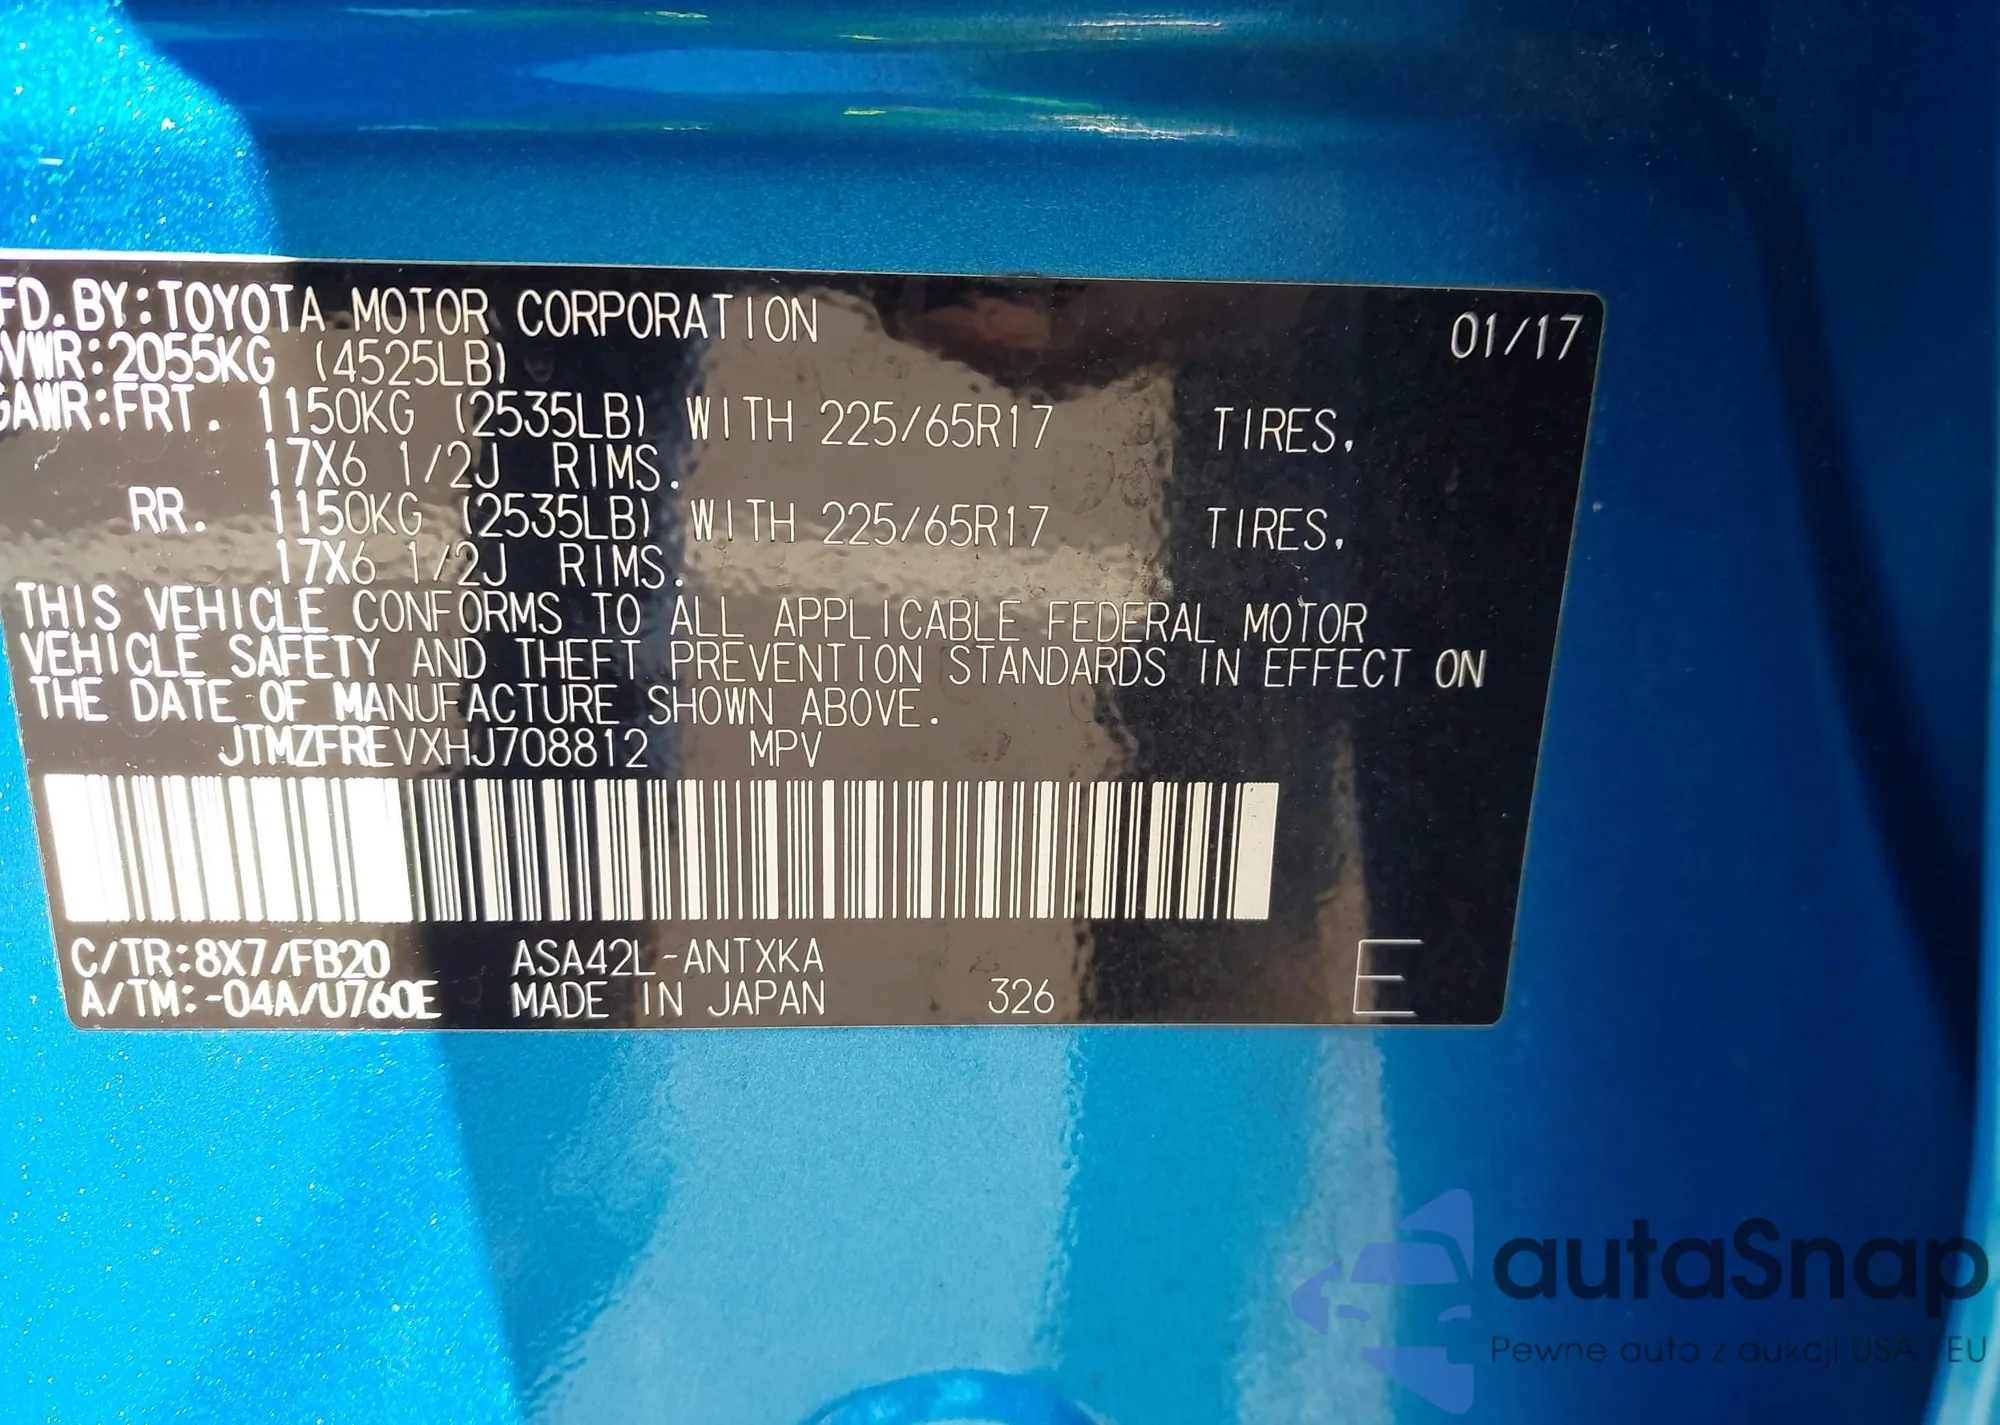 FD.BY:TOYOTA MOTOR CORPORATION 01/17
GVWR:2055KG (4525LB)
GAWR:FRT. 1150KG (2535LB) WITH 225/65R17 TIRES,
17X6 1/2J RIMS.
RR. 1150KG (2535LB) WITH 225/65R17 TIRES,
17X6 1/2J RIMS.
THIS VEHICLE CONFORMS TO ALL APPLICABLE FEDERAL MOTOR
VEHICLE SAFETY AND THEFT PREVENTION STANDARDS IN EFFECT ON
THE DATE OF MANUFACTURE SHOWN ABOVE.
JTMZFREVXHJ708812 MPV
C/TR:8X7/FB20 ASA42L-ANTXKA
A/TM:-04A/U760E MADE IN JAPAN 326 E
autaSnap
Pewne auta z aukcji USA i EU